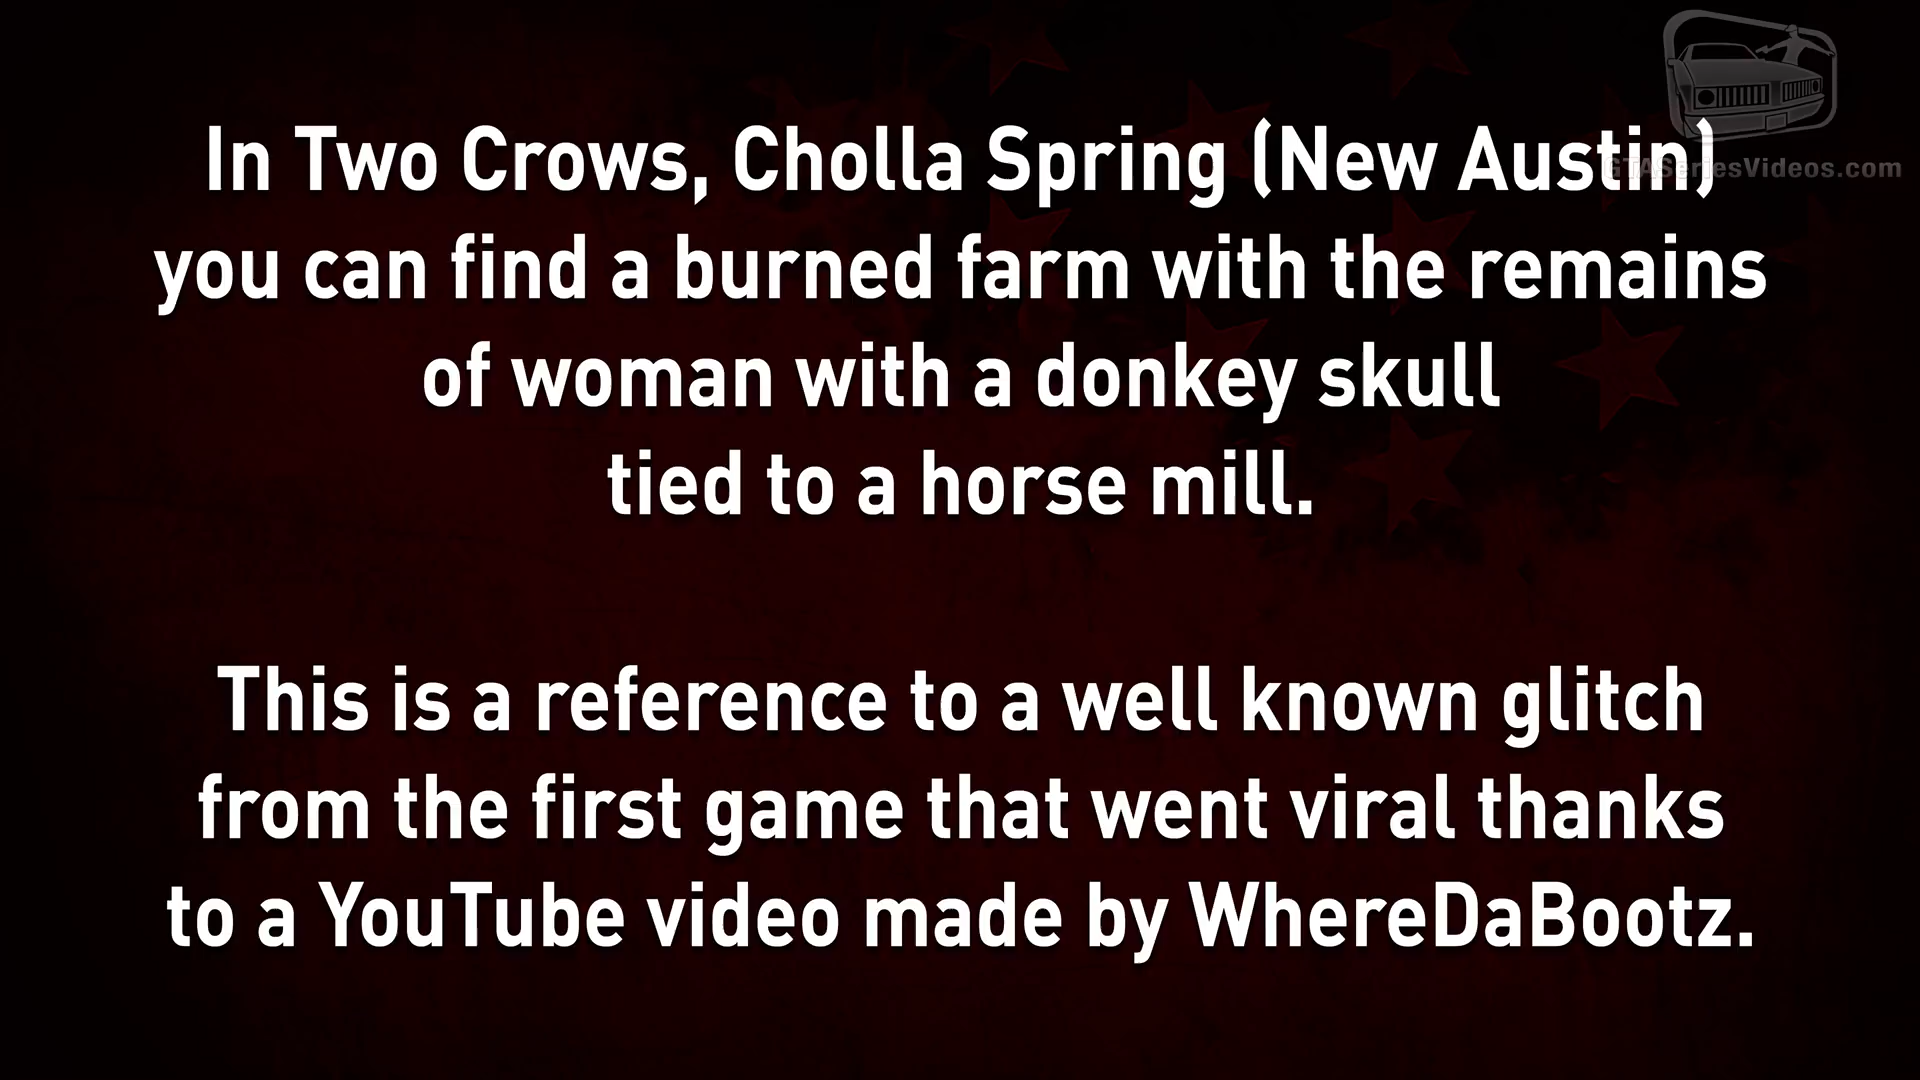 GTASeriesVideos.com
In Two Crows, Cholla Spring (New Austin)
you can find a burned farm with the remains
of woman with a donkey skull
tied to a horse mill.
This is a reference to a well known glitch
from the first game that went viral thanks
to a YouTube video made by WhereDaBootz.